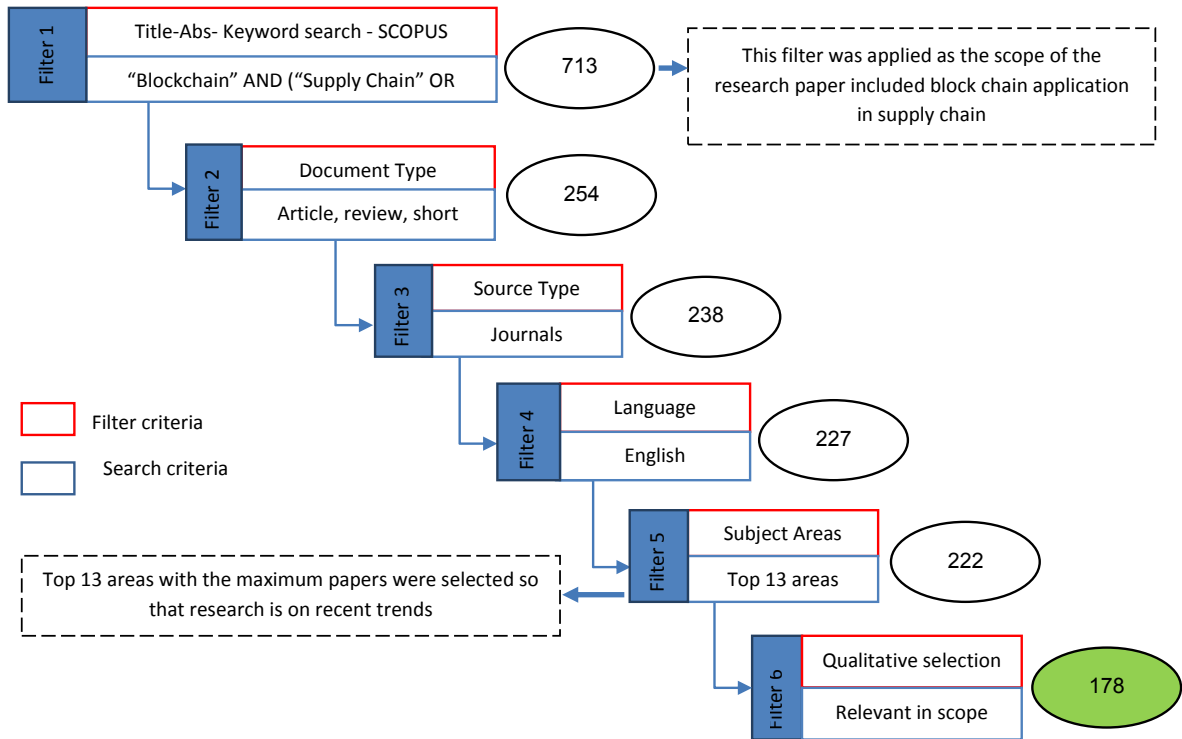 Filter 1
Title-Abs- Keyword search - SCOPUS
“Blockchain” AND (“Supply Chain” OR
713
This filter was applied as the scope of the
research paper included block chain application
in supply chain
Filter 2
Document Type
Article, review, short
254
Filter 3
Source Type
Journals
238
Filter 4
Language
English
227
Filter criteria
Search criteria
Filter 5
Subject Areas
Top 13 areas
222
Top 13 areas with the maximum papers were selected so
that research is on recent trends
Filter 6
Qualitative selection
Relevant in scope
178